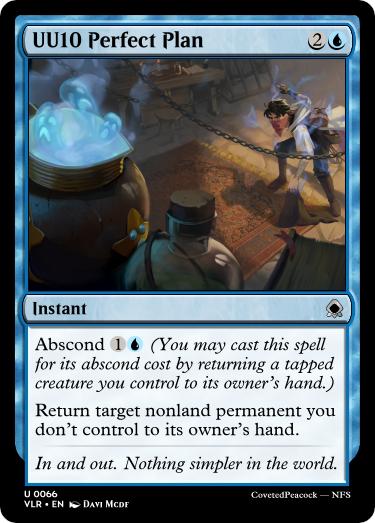 UU10 Perfect Plan 2
Instant
Abscond 1 (You may cast this spell
for its abscond cost by returning a tapped
creature you control to its owner's hand.)
Return target nonland permanent you
don't control to its owner's hand.
In and out. Nothing simpler in the world.
U 0066
VLR • EN Davi Mcdf CovetedPeacock — NFS